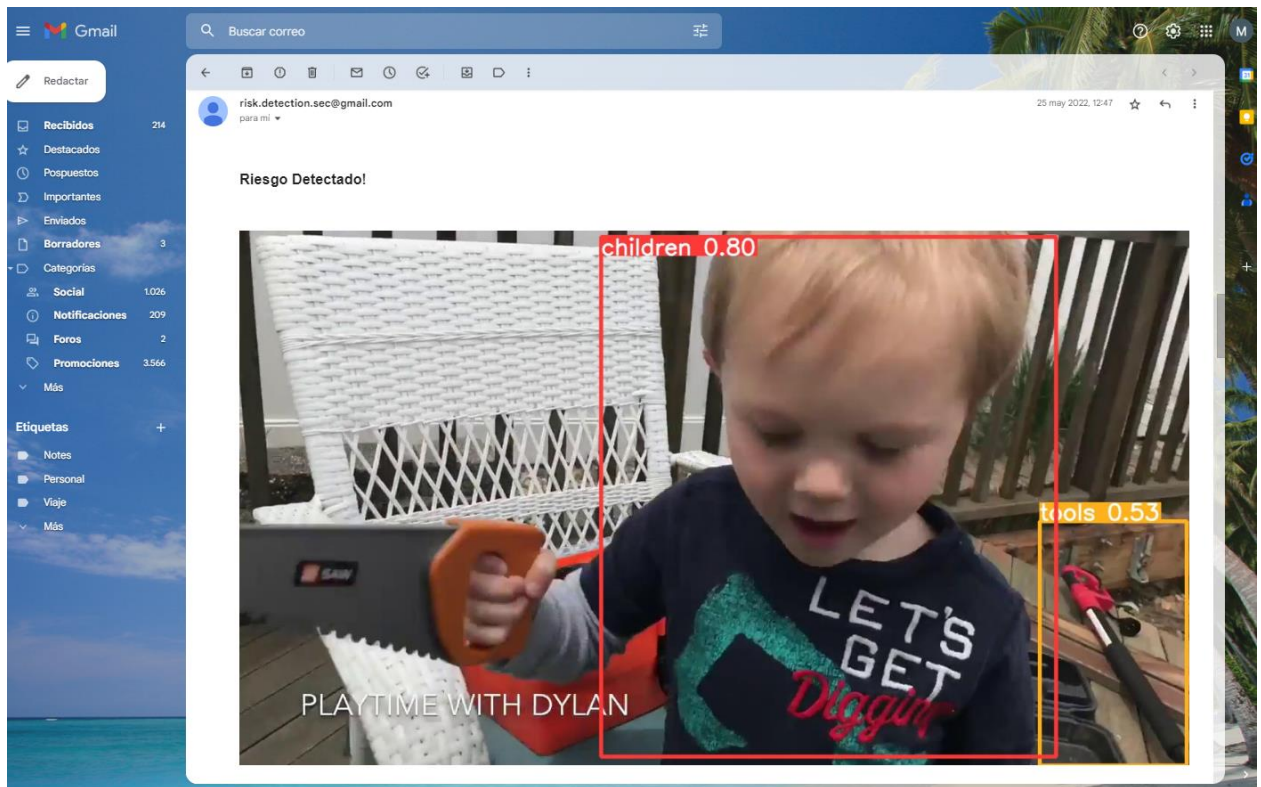 Gmail
Buscar correo
M
Redactar
risk.detection.sec@gmail.com
25 may 2022, 12:47
para mí
Recibidos 214
Destacados
Pospuestos
Importantes
Enviados
Borradores 3
Categorías
Social 1.026
Notificaciones 209
Foros 2
Promociones 3.566
Más
Etiquetas +
Notes
Personal
Viaje
Más
Riesgo Detectado!
children 0.80
tools 0.53
SAW
LET'S
GET
Digging
PLAYTIME WITH DYLAN